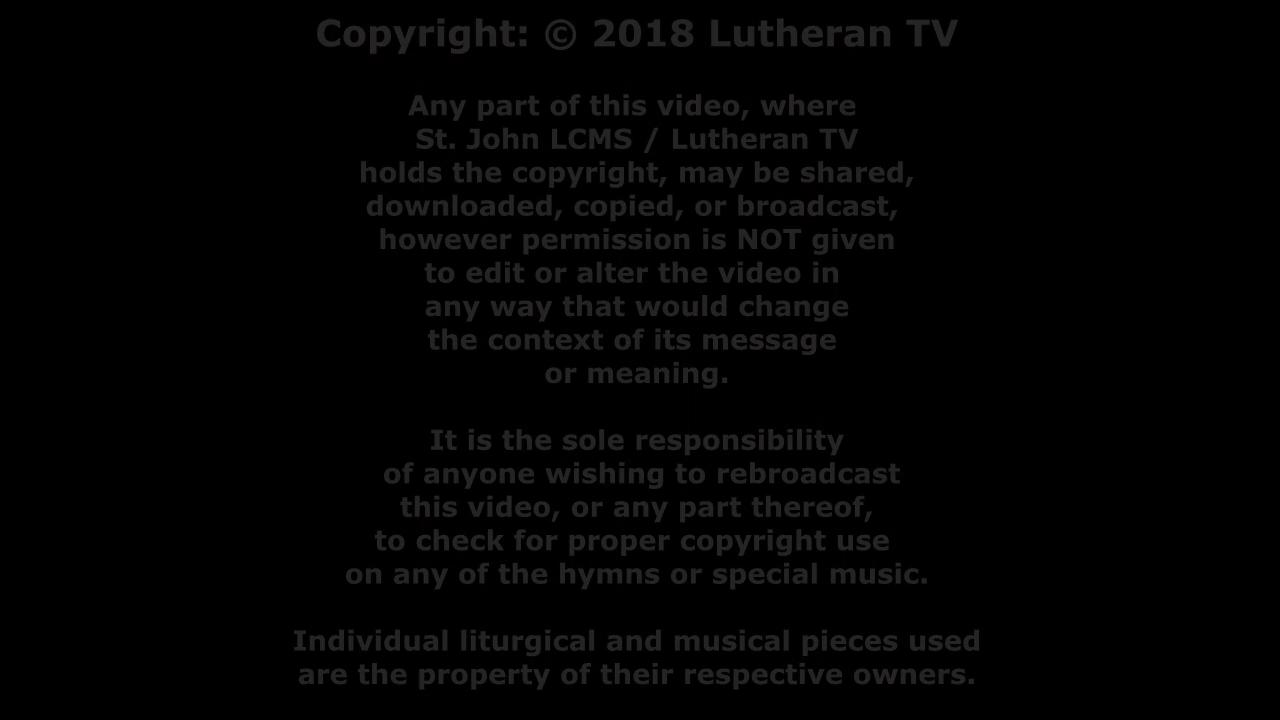 Copyright: © 2018 Lutheran TV
Any part of this video, where
St. John LCMS / Lutheran TV
holds the copyright, may be shared,
downloaded, copied, or broadcast,
however permission is NOT given
to edit or alter the video in
any way that would change
the context of its message
or meaning.
It is the sole responsibility
of anyone wishing to rebroadcast
this video, or any part thereof,
to check for proper copyright use
on any of the hymns or special music.
Individual liturgical and musical pieces used
are the property of their respective owners.